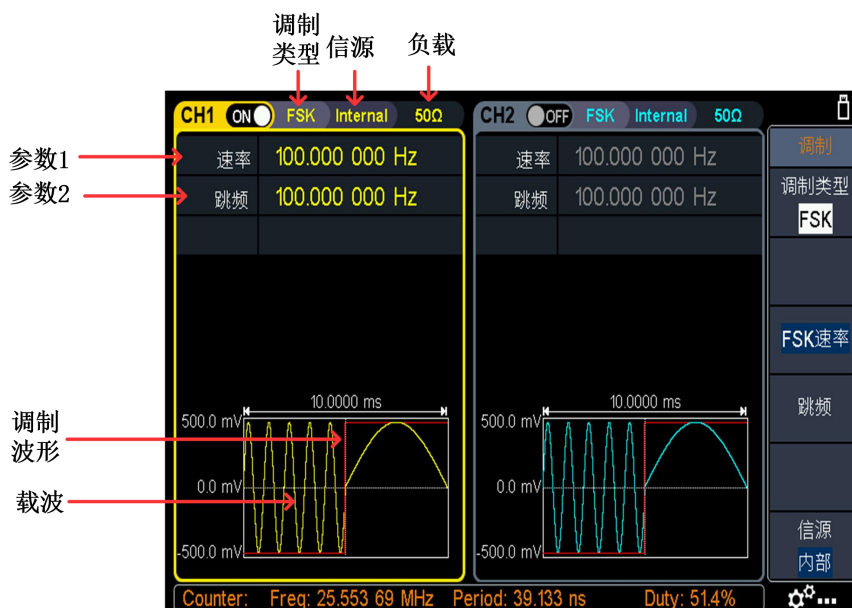 调制
类型
信源
负载
CH1 ON FSK Internal 50Ω
CH2 OFF FSK Internal 50Ω
参数1
速率 100.000 000 Hz
参数2
跳频 100.000 000 Hz
速率 100.000 000 Hz
跳频 100.000 000 Hz
调制
调制类型
FSK
FSK速率
跳频
信源
内部
10.0000 ms
500.0 mV
0.0 mV
-500.0 mV
10.0000 ms
500.0 mV
0.0 mV
-500.0 mV
调制
波形
载波
Counter: Freq: 25.553 69 MHz Period: 39.133 ns Duty: 51.4%